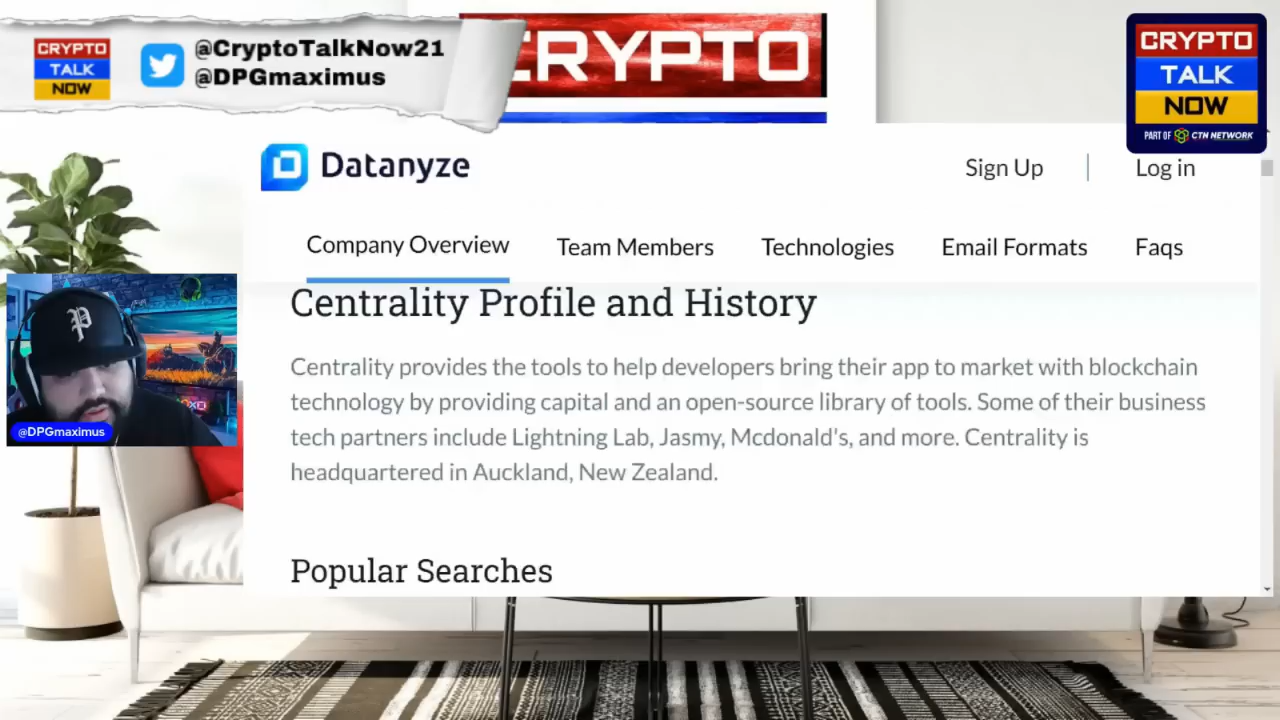 CRYPTO
TALK
NOW
@CryptoTalkNow21
@DPGmaximus
CRYPTO
CRYPTO
TALK
NOW
PART OF CTN NETWORK
Datanyze
Sign Up
Log in
Company Overview
Team Members
Technologies
Email Formats
Faqs
Centrality Profile and History
Centrality provides the tools to help developers bring their app to market with blockchain
technology by providing capital and an open-source library of tools. Some of their business
tech partners include Lightning Lab, Jasmy, Mcdonald's, and more. Centrality is
headquartered in Auckland, New Zealand.
Popular Searches
P
@DPGmaximus